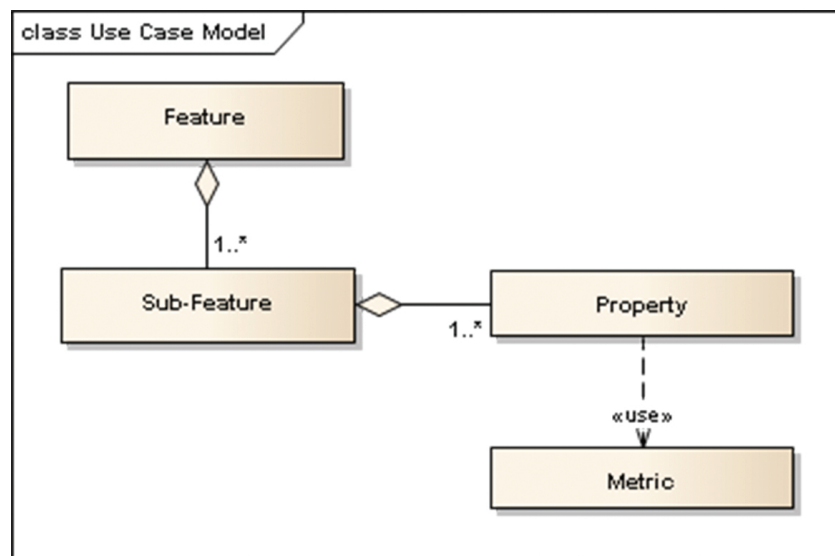 class Use Case Model
Feature
1..*
Sub-Feature
Property
1..*
«use»
Metric